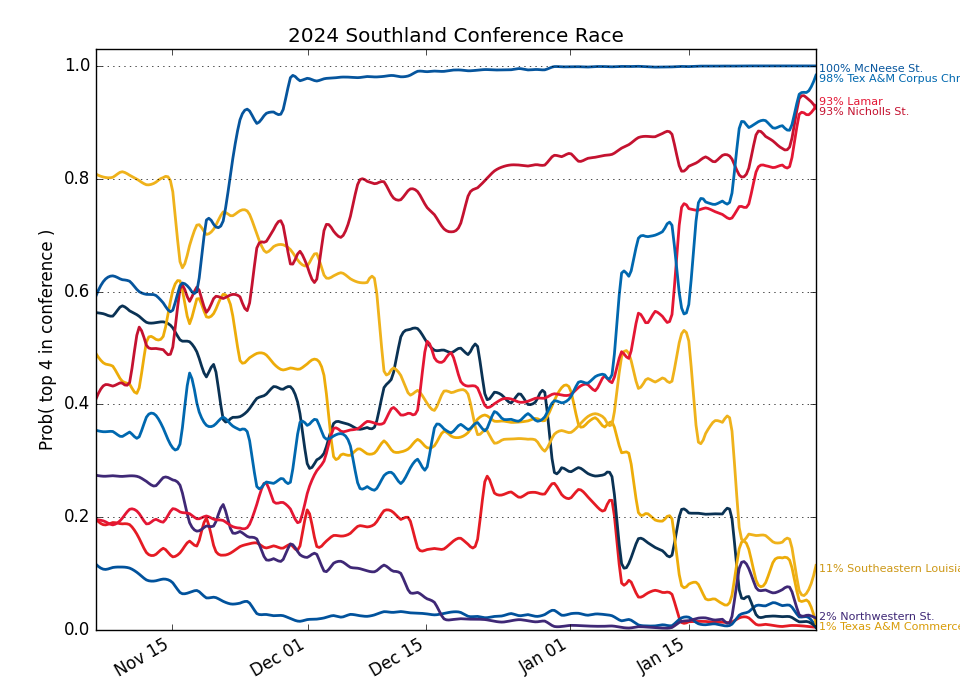 2024 Southland Conference Race
1.0
0.8
0.6
0.4
0.2
0.0
Prob( top 4 in conference )
Nov 15
Dec 01
Dec 15
Jan 01
Jan 15
100% McNeese St.
98% Tex A&M Corpus Chr
93% Lamar
93% Nicholls St.
11% Southeastern Louisia
2% Northwestern St.
1% Texas A&M Commerce